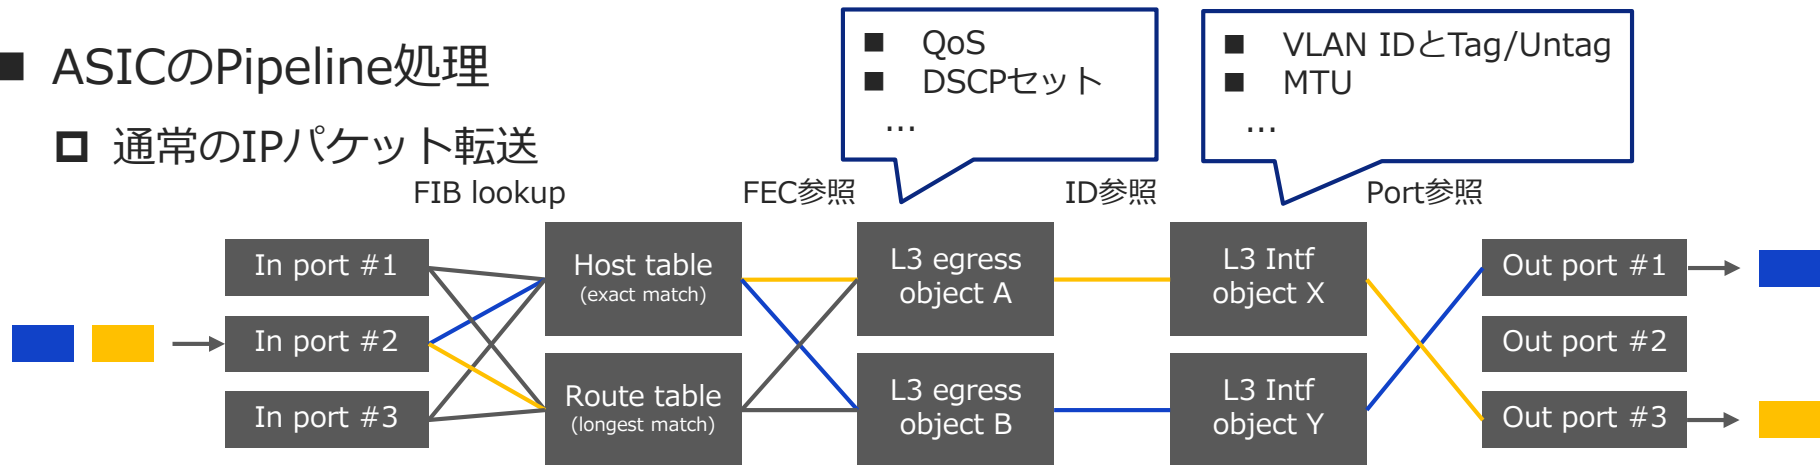 ASICのPipeline処理
通常のIPパケット転送
QoS
DSCPセット
...
VLAN IDとTag/Untag
MTU
...
FIB lookup
FEC参照
ID参照
Port参照
In port #1
In port #2
In port #3
Host table
(exact match)
Route table
(longest match)
L3 egress
object A
L3 egress
object B
L3 Intf
object X
L3 Intf
object Y
Out port #1
Out port #2
Out port #3